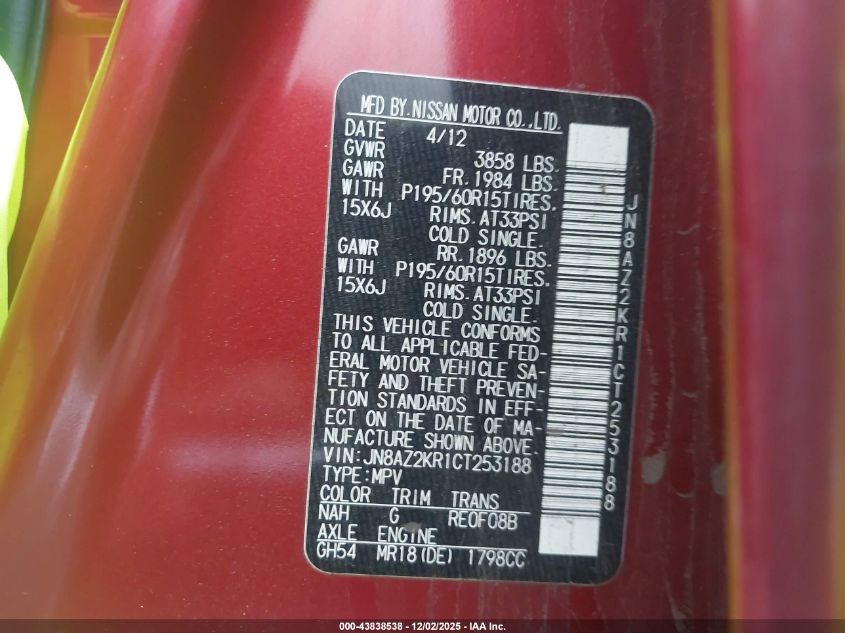 MFD BY.NISSAN MOTOR CO.,LTD.
DATE 4/12
GVWR 3858 LBS.
GAWR FR.1984 LBS.
WITH P195/60R15TIRES.
15X6J RIMS.AT33PSI
COLD SINGLE.
GAWR RR.1896 LBS.
WITH P195/60R15TIRES.
15X6J RIMS.AT33PSI
COLD SINGLE.
THIS VEHICLE CONFORMS
TO ALL APPLICABLE FED-
ERAL MOTOR VEHICLE SA-
FETY AND THEFT PREVEN-
TION STANDARDS IN EFF-
ECT ON THE DATE OF MA-
NUFACTURE SHOWN ABOVE.
VIN:JN8AZ2KR1CT253188
TYPE:MPV
COLOR TRIM TRANS
NAH G RE0F08B
AXLE ENGINE
GH54 MR18(DE) 1798CC
JN8AZ2KR1CT253188
000-43838538 - 12/02/2025 - IAA Inc.